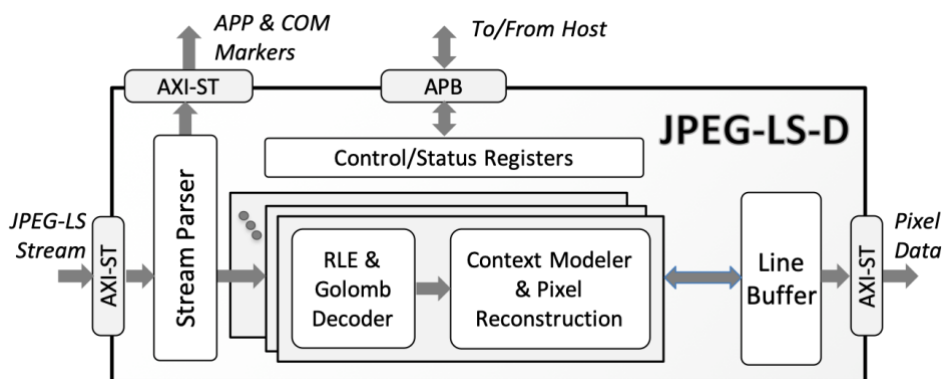 APP & COM
Markers
To/From Host
AXI-ST
APB
JPEG-LS-D
Control/Status Registers
JPEG-LS
Stream
AXI-ST
Stream Parser
RLE &
Golomb
Decoder
Context Modeler
& Pixel
Reconstruction
Line
Buffer
AXI-ST
Pixel
Data